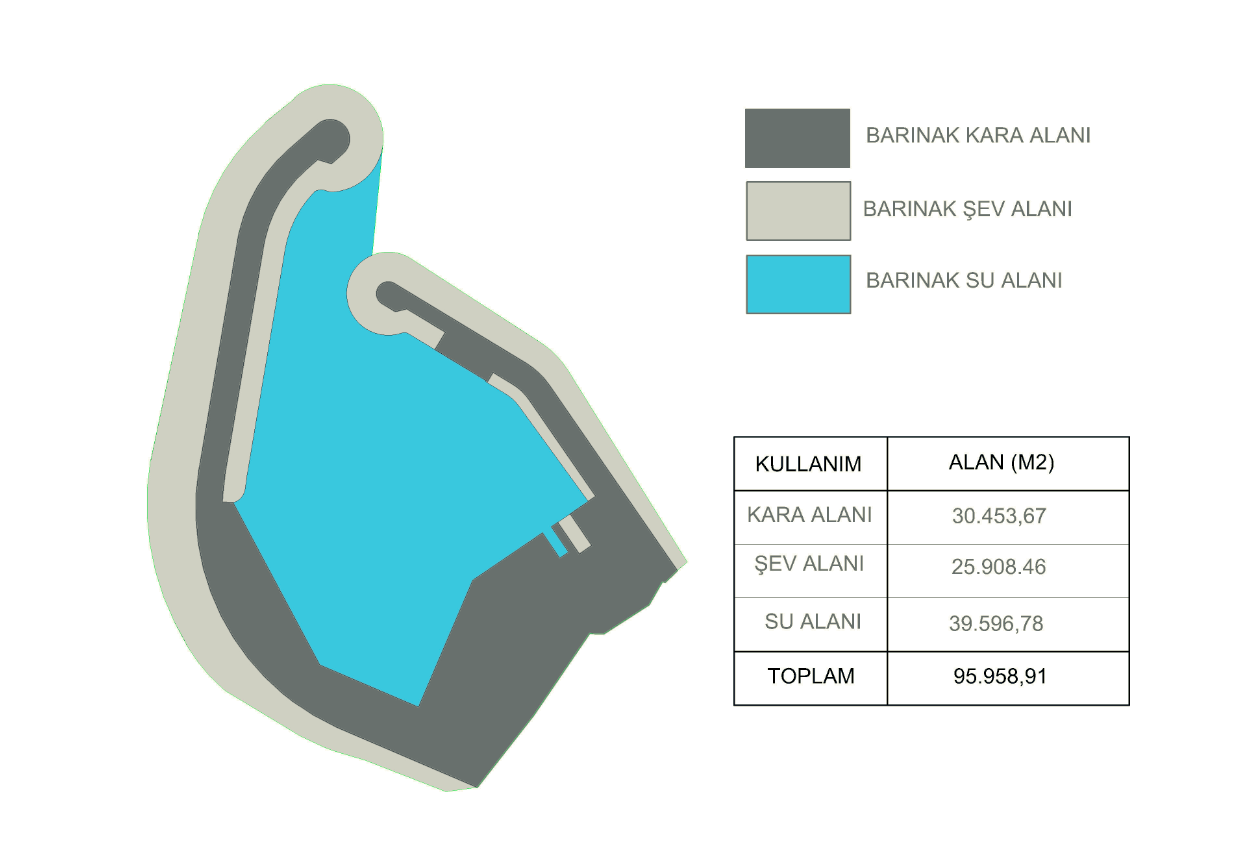 BARINAK KARA ALANI
BARINAK ŞEV ALANI
BARINAK SU ALANI
KULLANIM ALAN (M2)
KARA ALANI 30.453,67
ŞEV ALANI 25.908.46
SU ALANI 39.596,78
TOPLAM 95.958,91